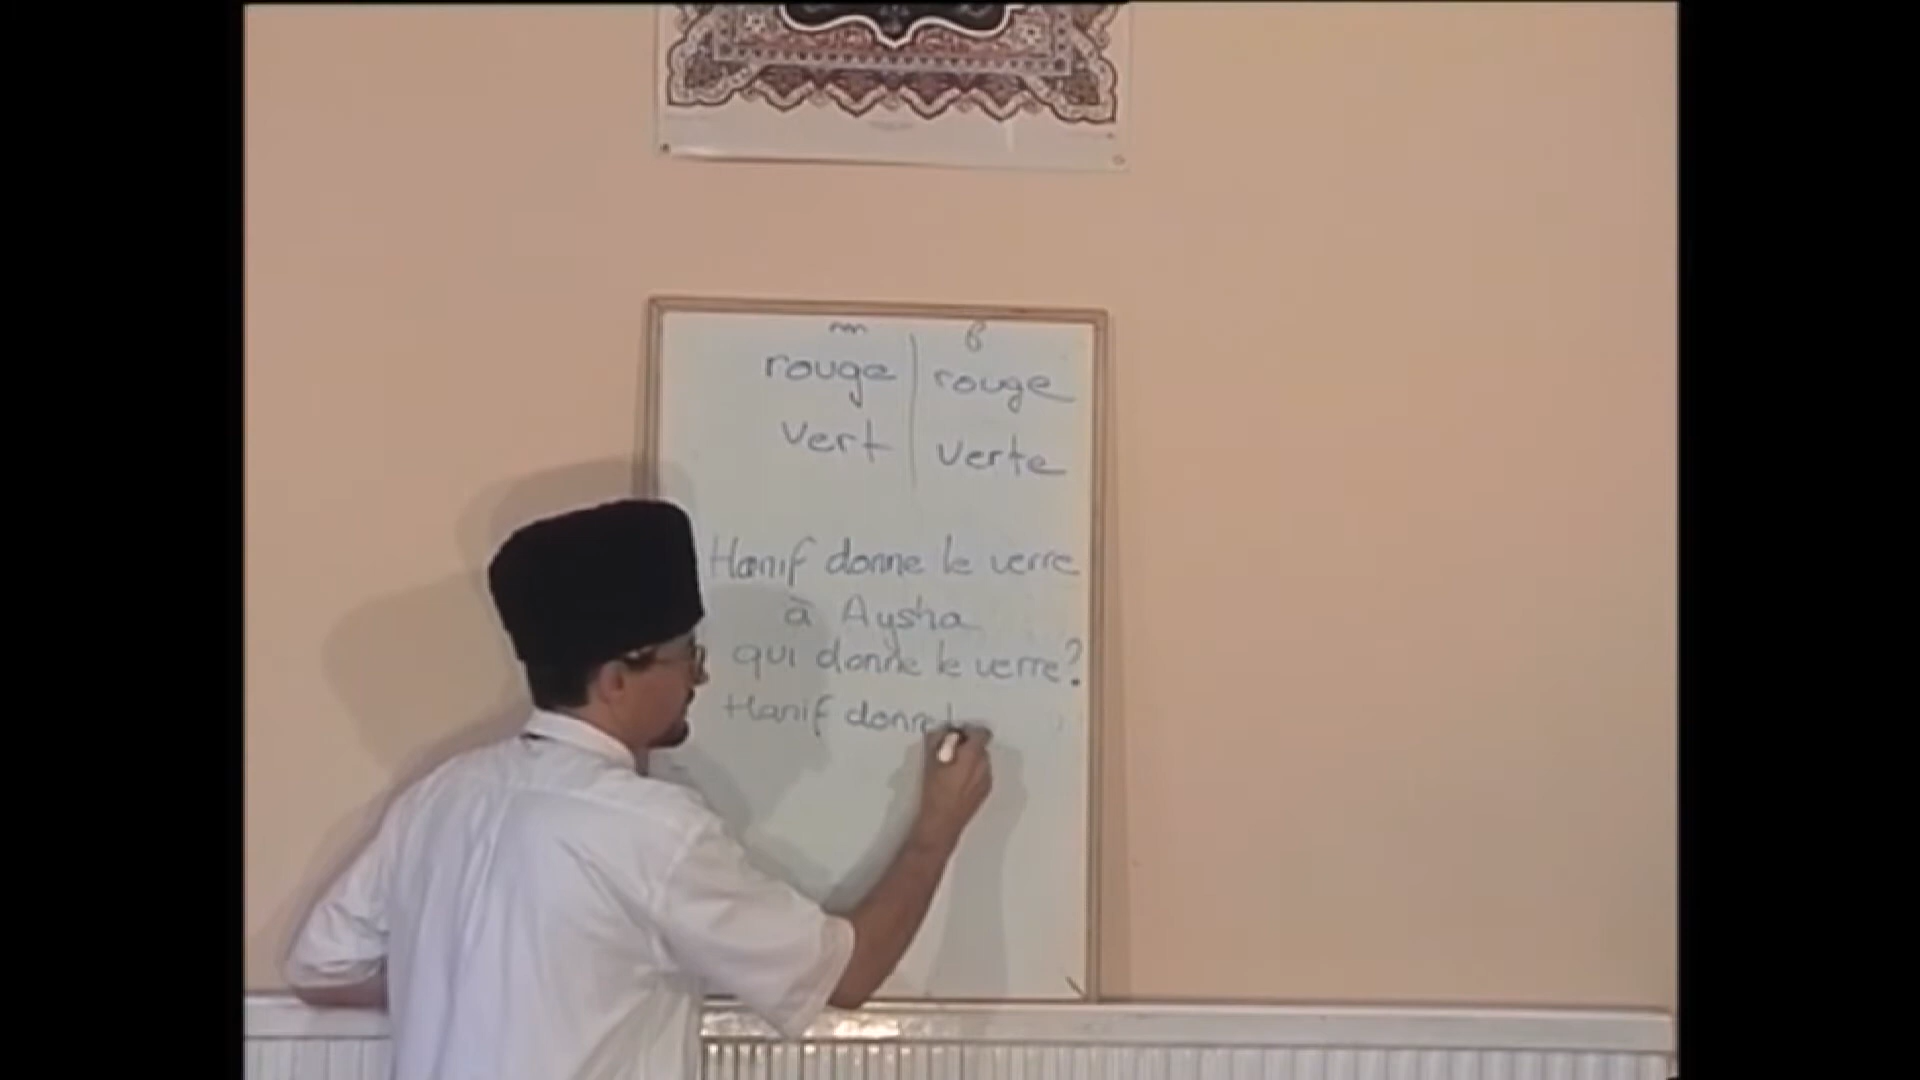 m f
rouge rouge
vert verte
Hanif donne le verre
à Aysha
qui donne le verre?
Hanif donne